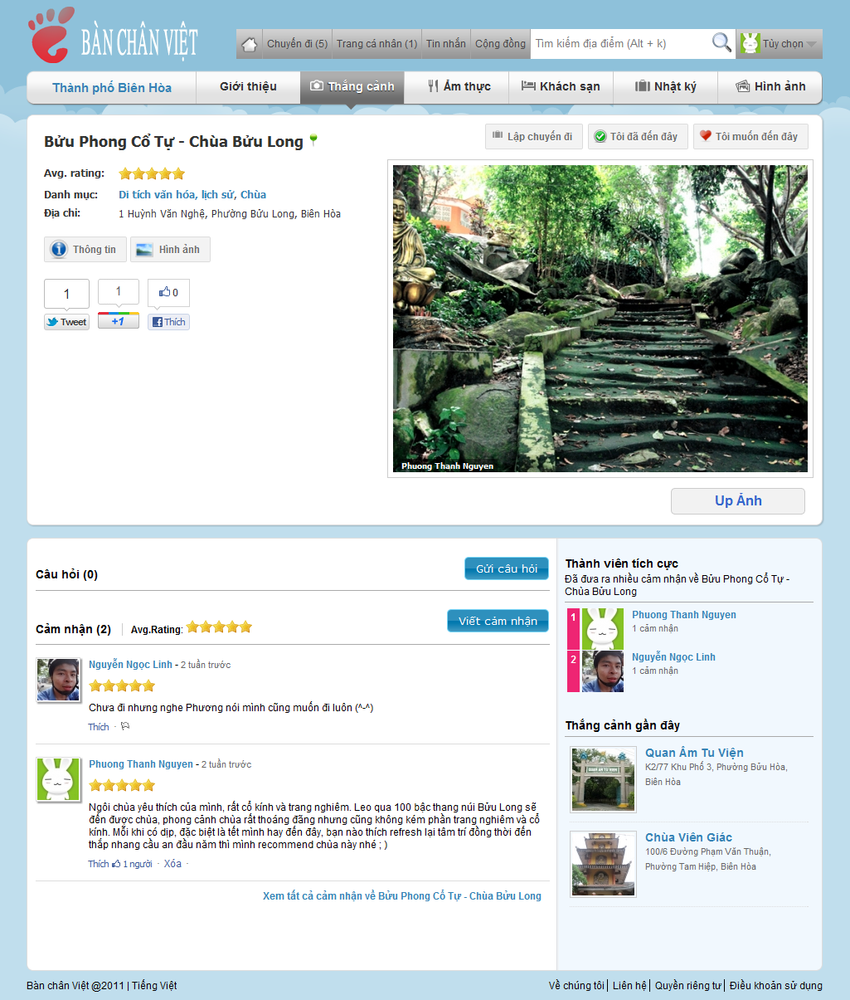 BÀN CHÂN VIỆT
Chuyến đi (5) Trang cá nhân (1) Tin nhắn Cộng đồng Tìm kiếm địa điểm (Alt + k) Tùy chọn
Thành phố Biên Hòa Giới thiệu Thắng cảnh Ẩm thực Khách sạn Nhật ký Hình ảnh
Bửu Phong Cổ Tự - Chùa Bửu Long
Lập chuyến đi Tôi đã đến đây Tôi muốn đến đây
Avg. rating:
Danh mục: Di tích văn hóa, lịch sử, Chùa
Địa chỉ: 1 Huỳnh Văn Nghệ, Phường Bửu Long, Biên Hòa
Thông tin Hình ảnh
1 1 0
Tweet +1 Thích
Phuong Thanh Nguyen
Up Ảnh
Câu hỏi (0) Gửi câu hỏi
Cảm nhận (2) Avg.Rating: Viết cảm nhận
Nguyễn Ngọc Linh - 2 tuần trước
Chưa đi nhưng nghe Phương nói mình cũng muốn đi luôn (^-^)
Thích ·
Phuong Thanh Nguyen - 2 tuần trước
Ngôi chùa yêu thích của mình, rất cổ kính và trang nghiêm. Leo qua 100 bậc thang núi Bửu Long sẽ
đến được chùa, phong cảnh chùa rất thoáng đãng nhưng cũng không kém phần trang nghiêm và cổ
kính. Mỗi khi có dịp, đặc biệt là tết mình hay đến đây, bạn nào thích refresh lại tâm trí đồng thời đến
thắp nhang cầu an đầu năm thì mình recommend chùa này nhé ; )
Thích 1 người · Xóa ·
Xem tất cả cảm nhận về Bửu Phong Cổ Tự - Chùa Bửu Long
Thành viên tích cực
Đã đưa ra nhiều cảm nhận về Bửu Phong Cổ Tự -
Chùa Bửu Long
1 Phuong Thanh Nguyen
1 cảm nhận
2 Nguyễn Ngọc Linh
1 cảm nhận
Thắng cảnh gần đây
QUAN ÂM TU VIỆN
Quan Âm Tu Viện
K2/77 Khu Phố 3, Phường Bửu Hòa,
Biên Hòa
Chùa Viên Giác
100/6 Đường Phạm Văn Thuận,
Phường Tam Hiệp, Biên Hòa
Bàn chân Việt @2011 | Tiếng Việt
Về chúng tôi | Liên hệ | Quyền riêng tư | Điều khoản sử dụng